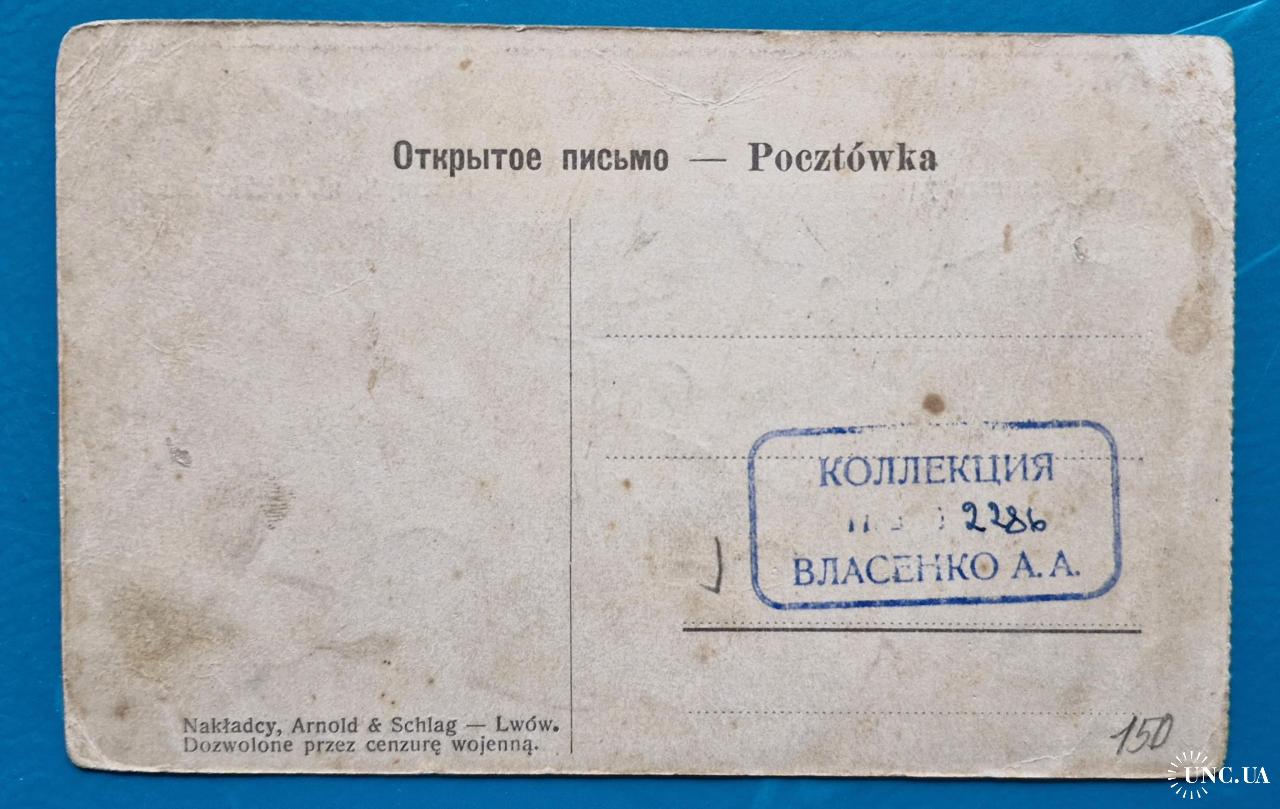 Открытое письмо — Pocztówka
КОЛЛЕКЦИЯ
2286
ВЛАСЕНКО А. А.
Nakładcy, Arnold & Schlag — Lwów.
Dozwolone przez cenzurę wojenną.
150
UNC.UA